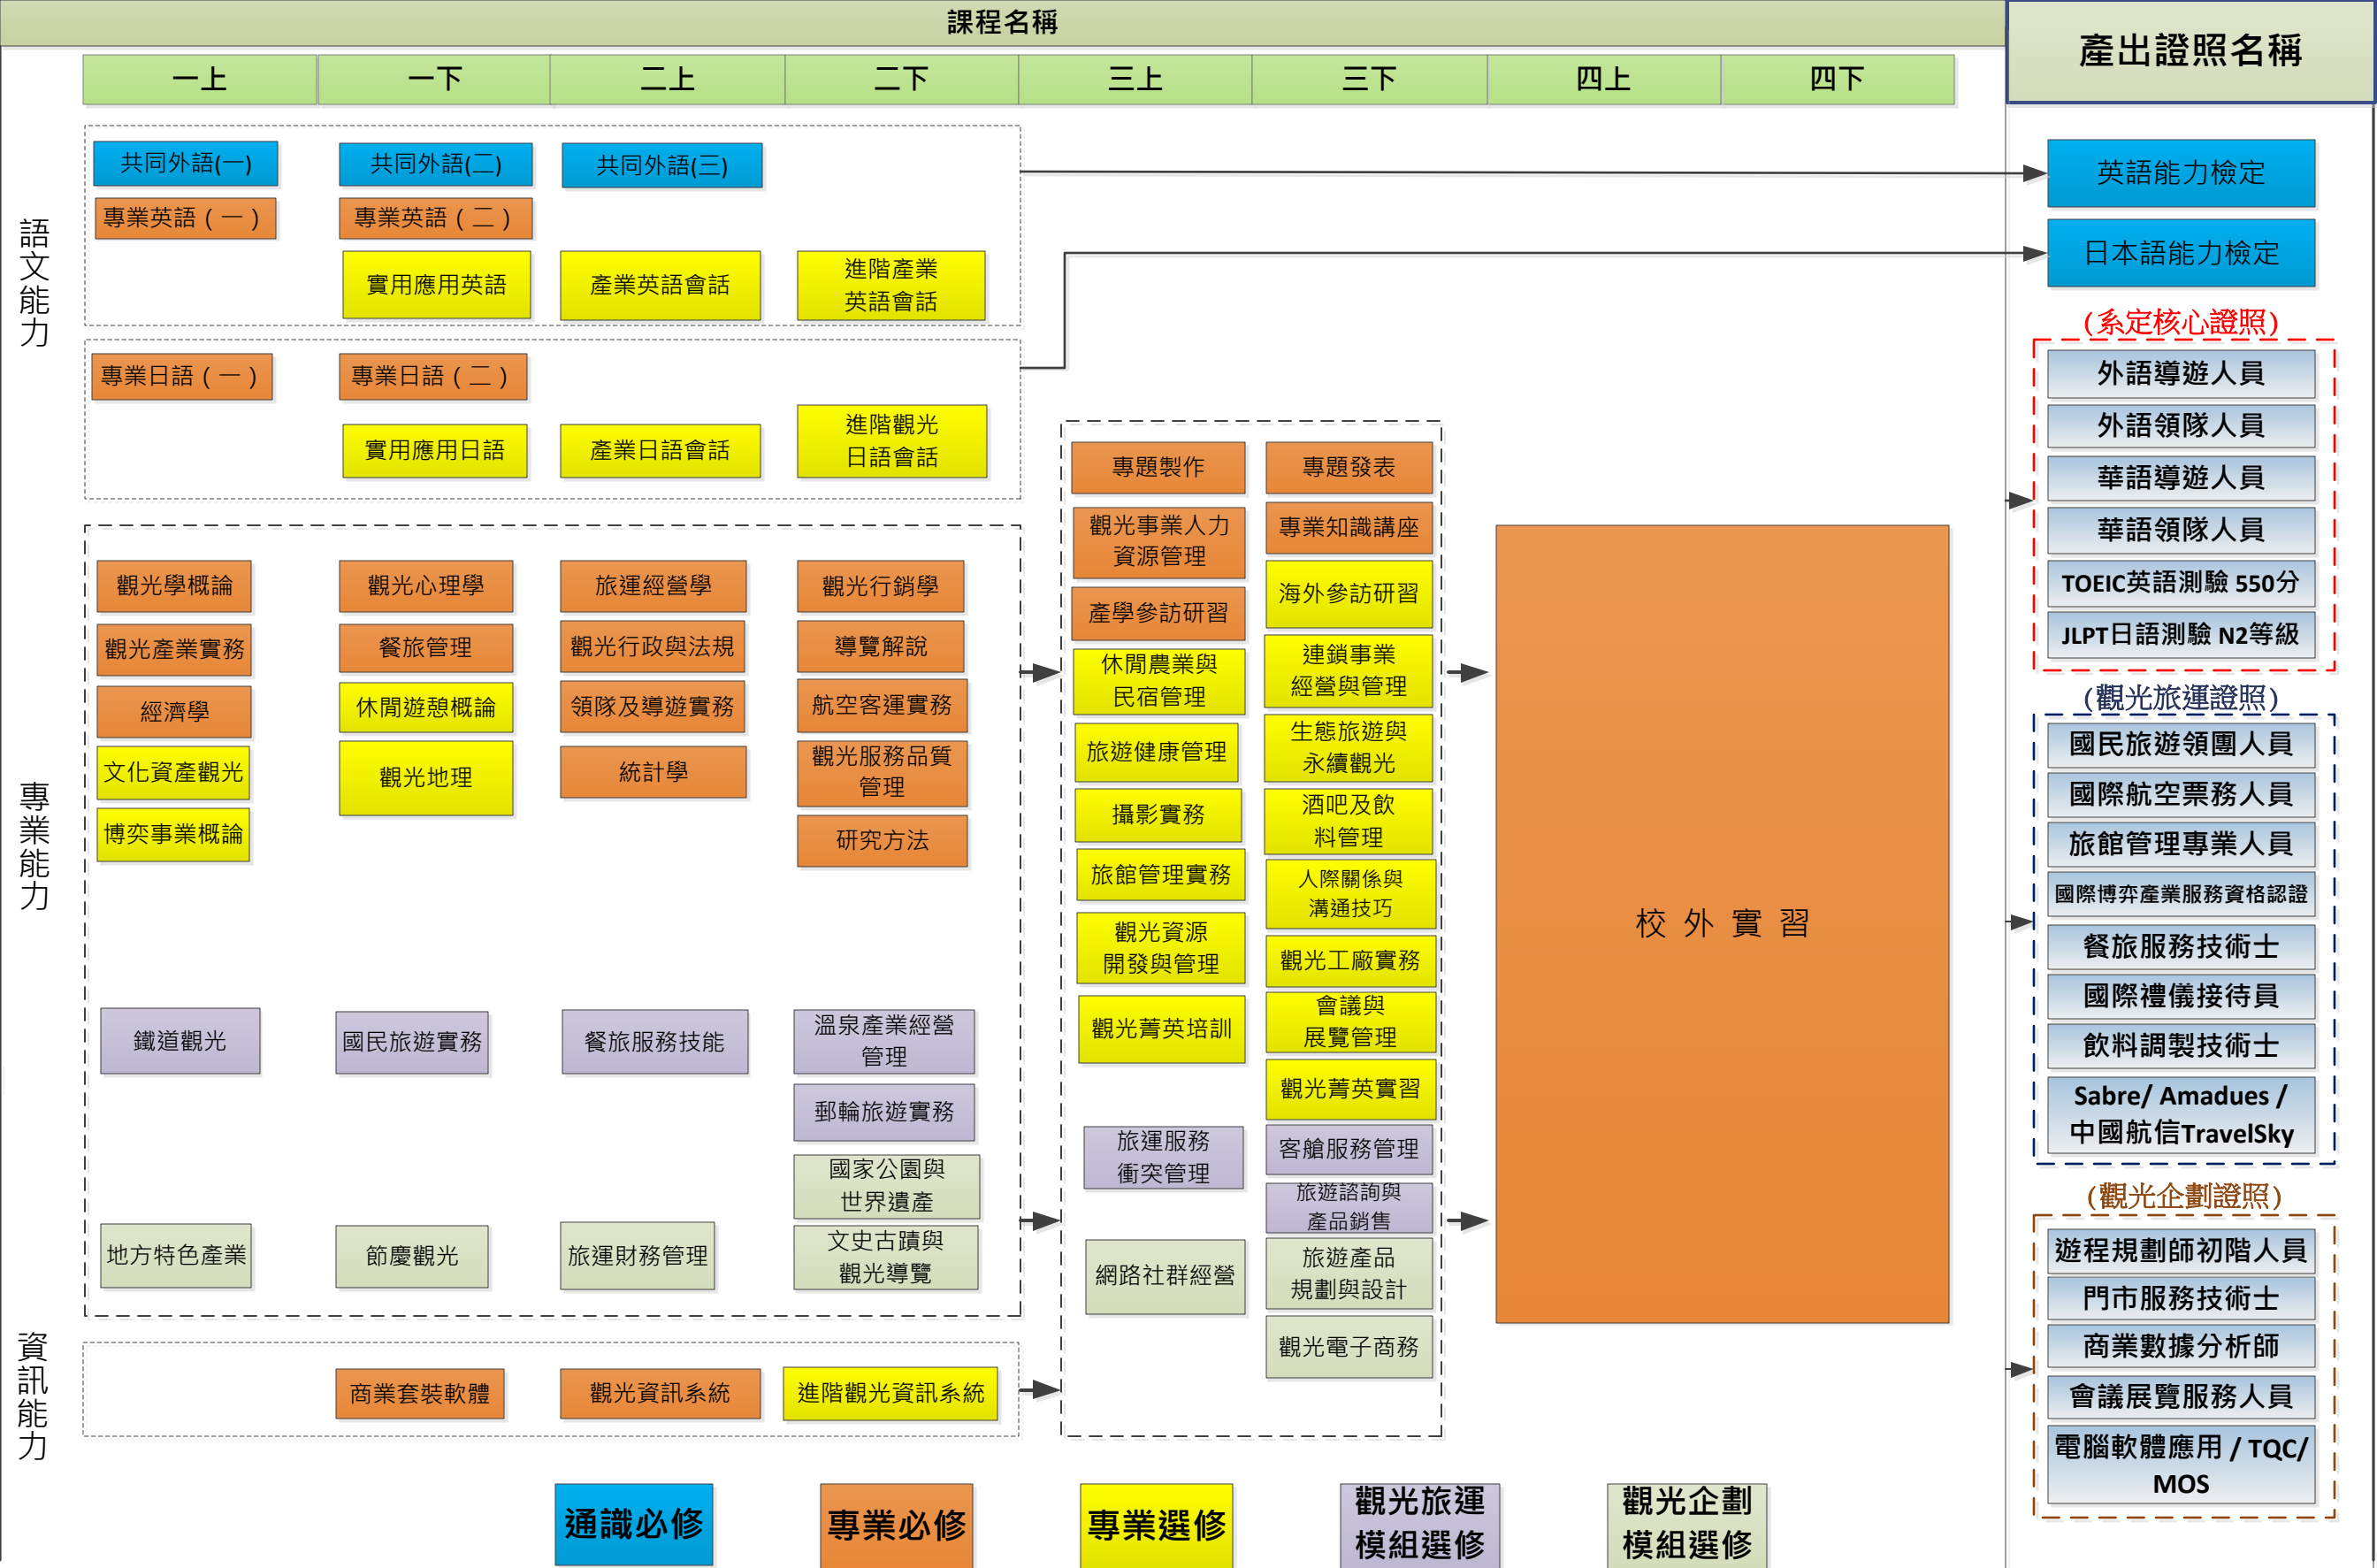 課程名稱
產出證照名稱
一上
一下
二上
二下
三上
三下
四上
四下
語文能力
共同外語(一)
共同外語(二)
共同外語(三)
專業英語(一)
專業英語(二)
實用應用英語
產業英語會話
進階產業
英語會話
專業日語(一)
專業日語(二)
實用應用日語
產業日語會話
進階觀光
日語會話
專業能力
觀光學概論
觀光產業實務
經濟學
文化資產觀光
博奕事業概論
鐵道觀光
地方特色產業
觀光心理學
餐旅管理
休閒遊憩概論
觀光地理
國民旅遊實務
節慶觀光
旅運經營學
觀光行政與法規
領隊及導遊實務
統計學
餐旅服務技能
旅運財務管理
觀光行銷學
導覽解說
航空客運實務
觀光服務品質
管理
研究方法
溫泉產業經營
管理
郵輪旅遊實務
國家公園與
世界遺產
文史古蹟與
觀光導覽
資訊能力
商業套裝軟體
觀光資訊系統
進階觀光資訊系統
專題製作
觀光事業人力
資源管理
產學參訪研習
休閒農業與
民宿管理
旅遊健康管理
攝影實務
旅館管理實務
觀光資源
開發與管理
觀光菁英培訓
旅運服務
衝突管理
網路社群經營
專題發表
專業知識講座
海外參訪研習
連鎖事業
經營與管理
生態旅遊與
永續觀光
酒吧及飲
料管理
人際關係與
溝通技巧
觀光工廠實務
會議與
展覽管理
觀光菁英實習
客艙服務管理
旅遊諮詢與
產品銷售
旅遊產品
規劃與設計
觀光電子商務
校外實習
英語能力檢定
日本語能力檢定
(系定核心證照)
外語導遊人員
外語領隊人員
華語導遊人員
華語領隊人員
TOEIC英語測驗 550分
JLPT日語測驗 N2等級
(觀光旅運證照)
國民旅遊領團人員
國際航空票務人員
旅館管理專業人員
國際博弈產業服務資格認證
餐旅服務技術士
國際禮儀接待員
飲料調製技術士
Sabre/ Amadues /
中國航信TravelSky
(觀光企劃證照)
遊程規劃師初階人員
門市服務技術士
商業數據分析師
會議展覽服務人員
電腦軟體應用 / TQC/
MOS
通識必修
專業必修
專業選修
觀光旅運
模組選修
觀光企劃
模組選修